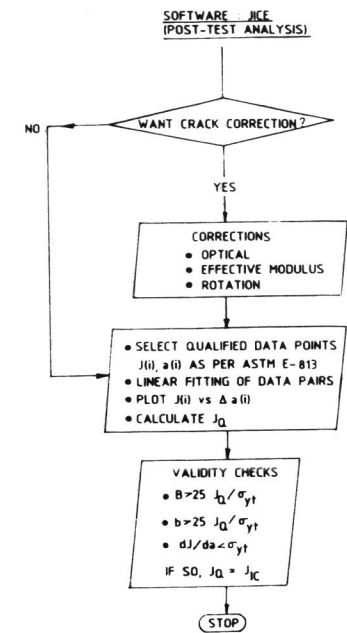 SOFTWARE : JICE
(POST-TEST ANALYSIS)
WANT CRACK CORRECTION?
NO
YES
CORRECTIONS
• OPTICAL
• EFFECTIVE MODULUS
• ROTATION
• SELECT QUALIFIED DATA POINTS
J(i), a(i) AS PER ASTM E-813
• LINEAR FITTING OF DATA PAIRS
• PLOT J(i) vs Δ a(i)
• CALCULATE JQ
VALIDITY CHECKS
• B>25 JQ/σyt
• b>25 JQ/σyt
• dJ/da<σyt
IF SO, JQ = JIC
STOP